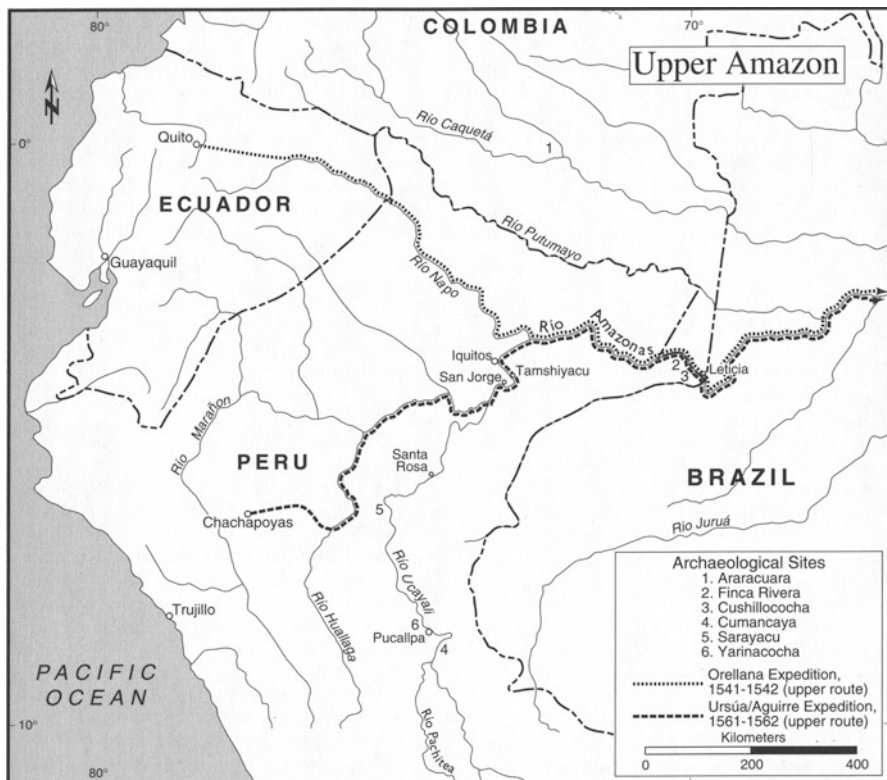 80°
70°
COLOMBIA
Upper Amazon
N
0°
Quito
Río Caquetá
1
ECUADOR
Río Putumayo
Guayaquil
Río Napo
Río Amazonas
Iquitos
Tamshiyacu
San Jorge
2
3
Leticia
Río Marañon
PERU
Santa
Rosa
BRAZIL
Chachapoyas
5
Rio Juruá
Río Ucayali
Río Huallaga
Trujillo
6
Pucallpa
4
PACIFIC
OCEAN
Río Pachitea
10°
80°
Archaeological Sites
1. Araracuara
2. Finca Rivera
3. Cushillococha
4. Cumancaya
5. Sarayacu
6. Yarinacocha
Orellana Expedition,
1541-1542 (upper route)
Ursúa/Aguirre Expedition,
1561-1562 (upper route)
Kilometers
0 200 400